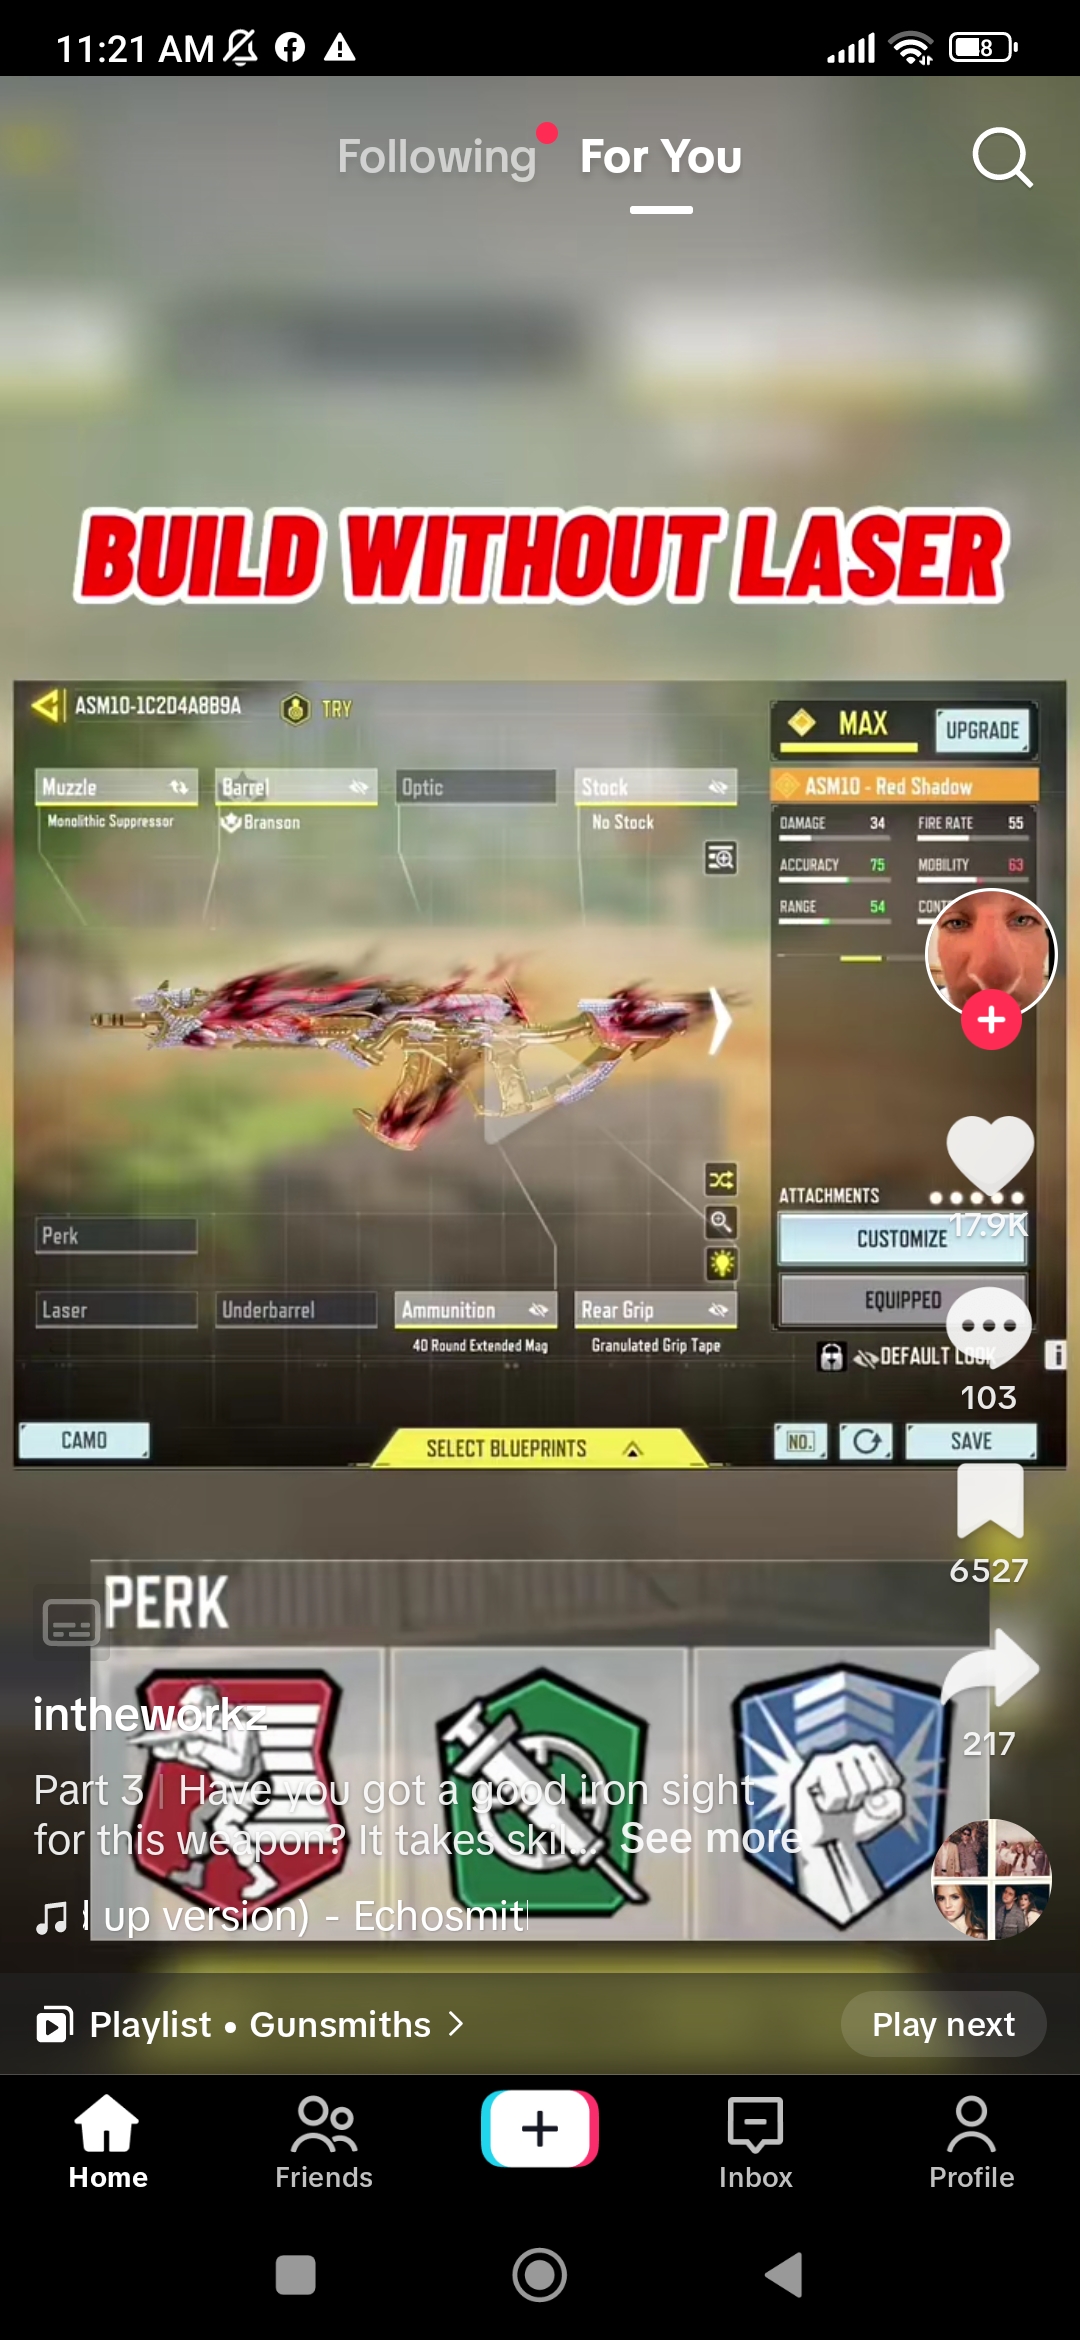 11:21 AM
48
Following
For You
BUILD WITHOUT LASER
ASM10-1C2D4A8B9A
TRY
MAX
UPGRADE
Muzzle
Barrel
Optic
Stock
ASM10 - Red Shadow
Monolithic Suppressor
Branson
No Stock
DAMAGE 34
FIRE RATE 55
ACCURACY 75
MOBILITY 63
RANGE 54
CONT
ATTACHMENTS
17.9K
Perk
CUSTOMIZE
Laser
Underbarrel
Ammunition
Rear Grip
EQUIPPED
40 Round Extended Mag
Granulated Grip Tape
DEFAULT LOOK
103
CAMO
SELECT BLUEPRINTS
NO.
SAVE
6527
PERK
intheworkz
217
Part 3 | Have you got a good iron sight
for this weapon? It takes skil... See more
up version) - Echosmit
Playlist • Gunsmiths >
Play next
Home
Friends
Inbox
Profile